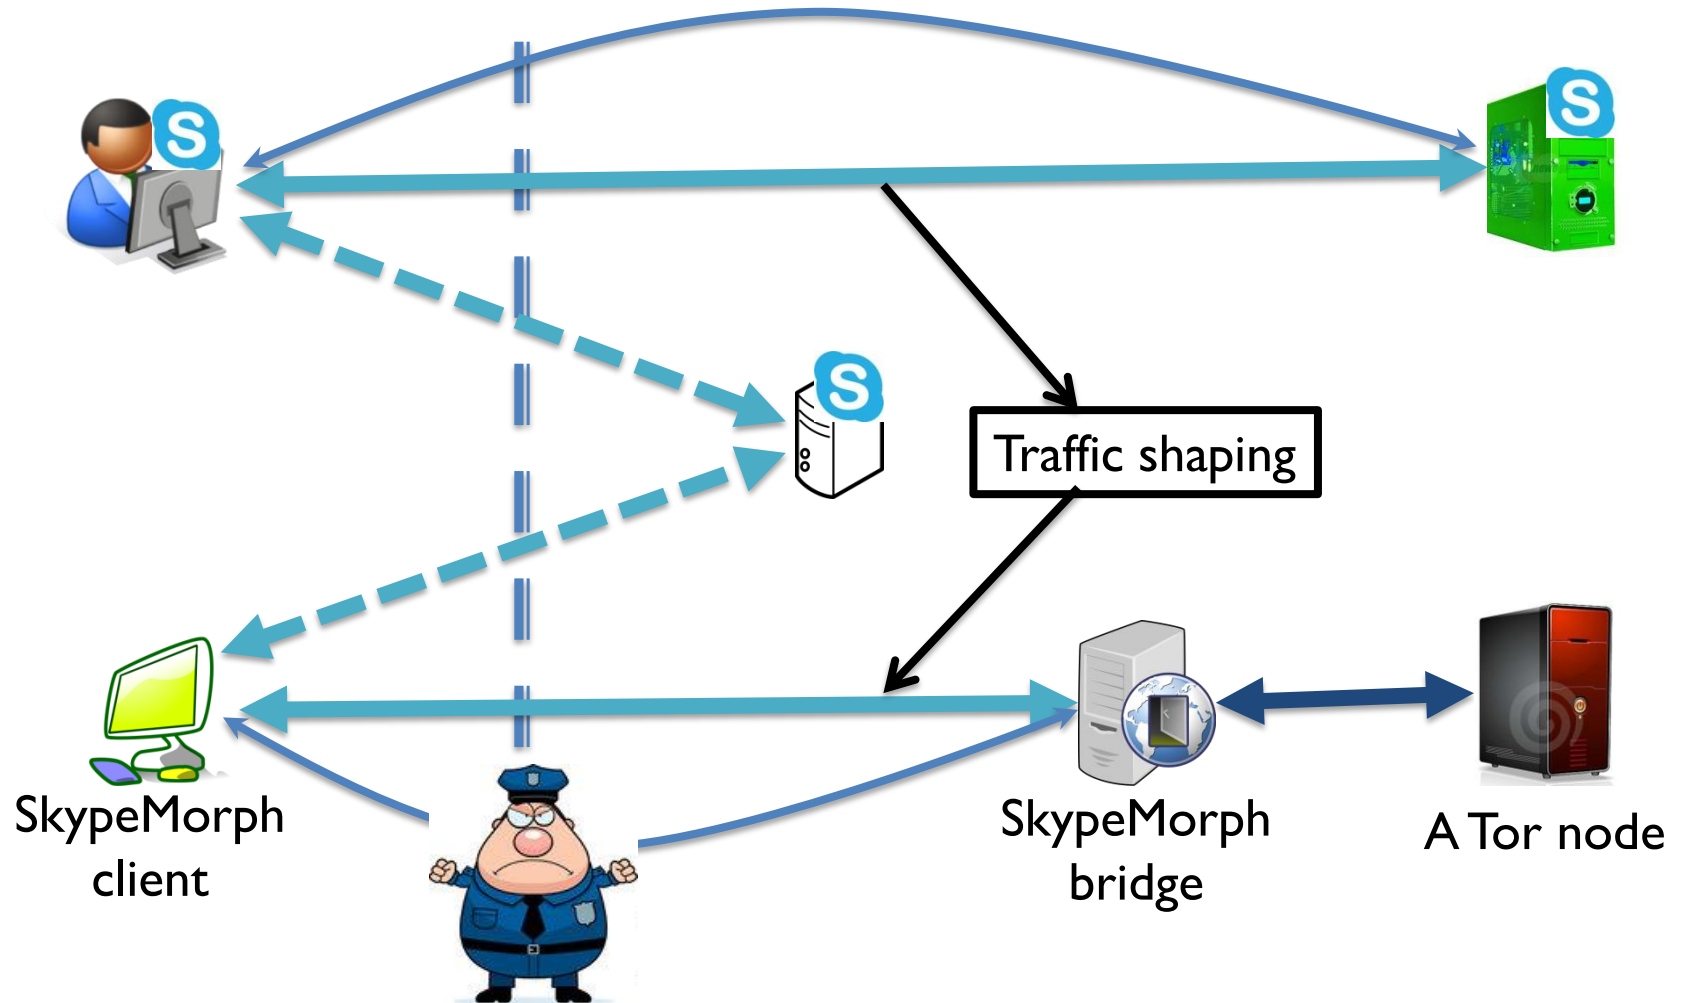 S
S
S
Traffic shaping
SkypeMorph
client
SkypeMorph
bridge
A Tor node